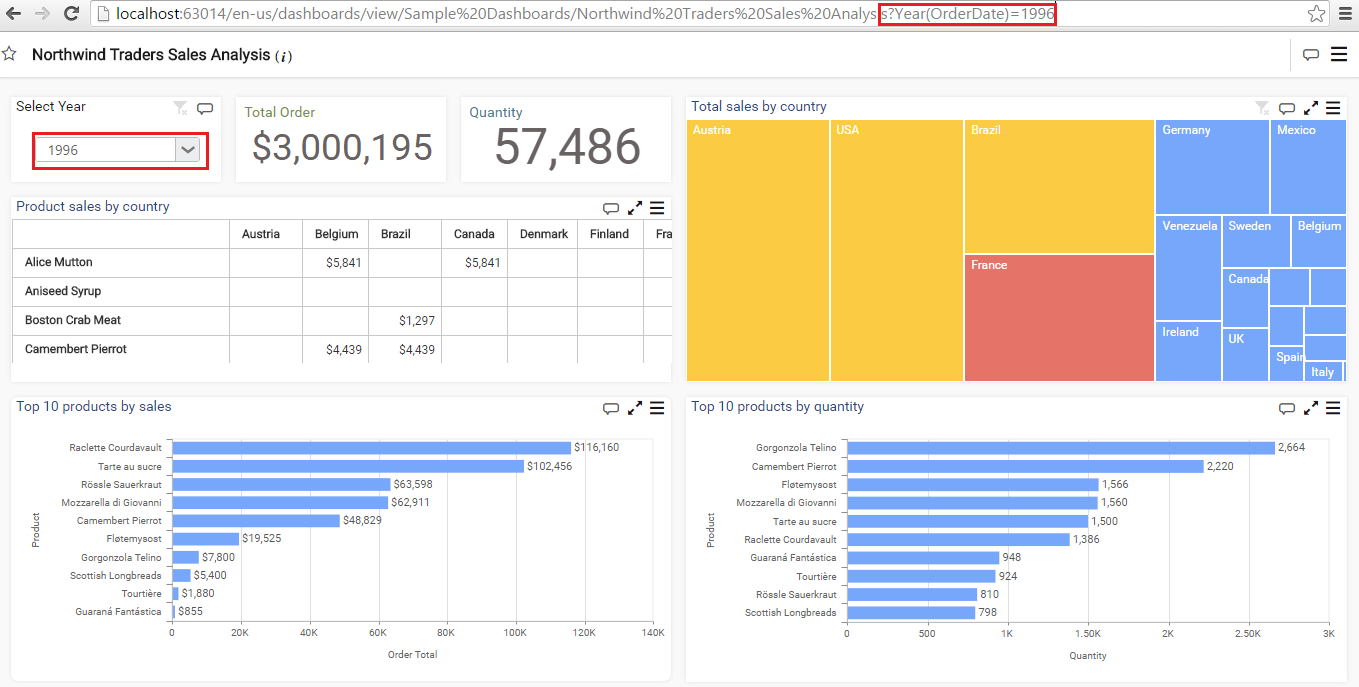 localhost:63014/en-us/dashboards/view/Sample%20Dashboards/Northwind%20Traders%20Sales%20Analysis?Year(OrderDate)=1996
Northwind Traders Sales Analysis (i)
Select Year
1996
Total Order
$3,000,195
Quantity
57,486
Product sales by country
Austria Belgium Brazil Canada Denmark Finland Fra
Alice Mutton $5,841 $5,841
Aniseed Syrup
Boston Crab Meat $1,297
Camembert Pierrot $4,439 $4,439
Total sales by country
Austria
USA
Brazil
France
Germany
Mexico
Venezuela
Sweden
Belgium
Canada
Ireland
UK
Spain
Italy
Top 10 products by sales
Product
Raclette Courdavault $116,160
Tarte au sucre $102,456
Rössle Sauerkraut $63,598
Mozzarella di Giovanni $62,911
Camembert Pierrot $48,829
Fløtemysost $19,525
Gorgonzola Telino $7,800
Scottish Longbreads $5,400
Tourtière $1,880
Guaraná Fantástica $855
0 20K 40K 60K 80K 100K 120K 140K
Order Total
Top 10 products by quantity
Product
Gorgonzola Telino 2,664
Camembert Pierrot 2,220
Fløtemysost 1,566
Mozzarella di Giovanni 1,560
Tarte au sucre 1,500
Raclette Courdavault 1,386
Guaraná Fantástica 948
Tourtière 924
Rössle Sauerkraut 810
Scottish Longbreads 798
0 500 1K 1.50K 2K 2.50K 3K
Quantity